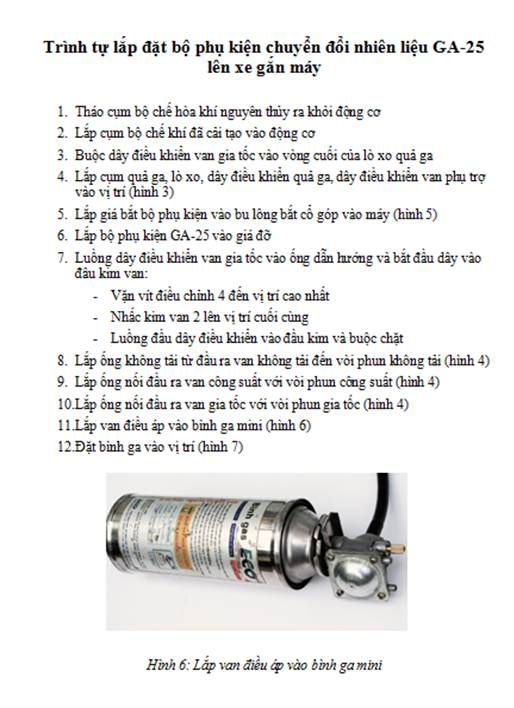 Trình tự lắp đặt bộ phụ kiện chuyển đổi nhiên liệu GA-25
lên xe gắn máy
1. Tháo cụm bộ chế hòa khí nguyên thủy ra khỏi động cơ
2. Lắp cụm bộ chế khí đã cải tạo vào động cơ
3. Buộc dây điều khiển van gia tốc vào vòng cuối của lò xo quả ga
4. Lắp cụm quả ga, lò xo, dây điều khiển quả ga, dây điều khiển van phụ trợ
vào vị trí (hình 3)
5. Lắp giá bắt bộ phụ kiện vào bu lông bắt cổ góp vào máy (hình 5)
6. Lắp bộ phụ kiện GA-25 vào giá đỡ
7. Luồng dây điều khiển van gia tốc vào ống dẫn hướng và bắt đầu dây vào
đâu kim van:
- Vặn vít điều chỉnh 4 đến vị trí cao nhất
- Nhấc kim van 2 lên vị trí cuối cùng
- Luồng đầu dây điều khiển vào đầu kim và buộc chặt
8. Lắp ống không tải từ đầu ra van không tải đến vòi phun không tải (hình 4)
9. Lắp ống nối đầu ra van công suất với vòi phun công suất (hình 4)
10.Lắp ống nối đầu ra van gia tốc với vòi phun gia tốc (hình 4)
11.Lắp van điều áp vào bình ga mini (hình 6)
12.Đặt bình ga vào vị trí (hình 7)
Bình gas
ECO
Hình 6: Lắp van điều áp vào bình ga mini